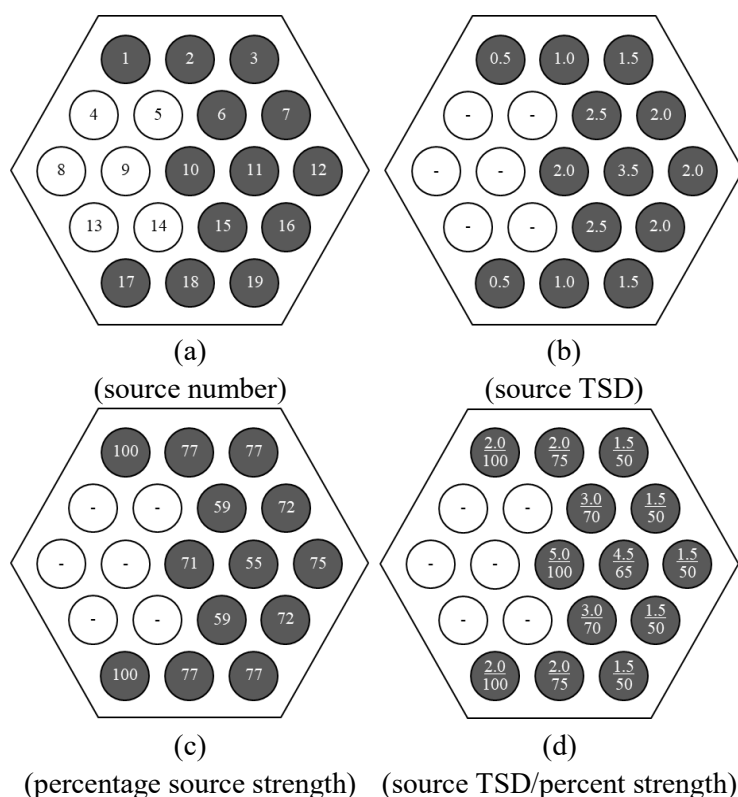 1 2 3
4 5 6 7
8 9 10 11 12
13 14 15 16
17 18 19
(a)
(source number)
0.5 1.0 1.5
- - 2.5 2.0
- - 2.0 3.5 2.0
- - 2.5 2.0
0.5 1.0 1.5
(b)
(source TSD)
100 77 77
- - 59 72
- - 71 55 75
- - 59 72
100 77 77
(c)
(percentage source strength)
2.0 2.0 1.5
100 75 50
- - 3.0 1.5
70 50
- - 5.0 4.5 1.5
100 65 50
- - 3.0 1.5
70 50
2.0 2.0 1.5
100 75 50
(d)
(source TSD/percent strength)